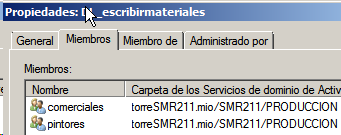 Propiedades: _escribirmateriales
General Miembros Miembro de Administrado por
Miembros:
Nombre Carpeta de los Servicios de dominio de Activ
comerciales torreSMR211.mio/SMR211/PRODUCCION
pintores torreSMR211.mio/SMR211/PRODUCCION